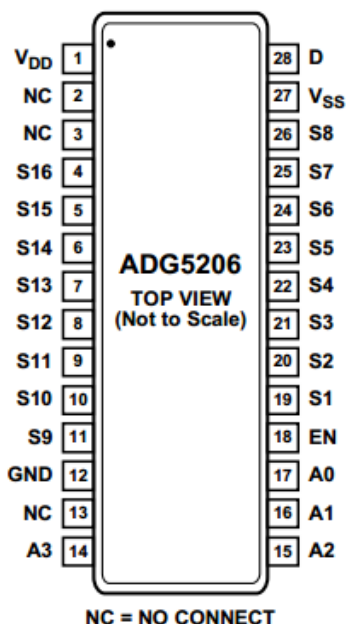 VDD 1 28 D
NC 2 27 VSS
NC 3 26 S8
S16 4 25 S7
S15 5 24 S6
S14 6 23 S5
S13 7 22 S4
S12 8 21 S3
S11 9 20 S2
S10 10 19 S1
S9 11 18 EN
GND 12 17 A0
NC 13 16 A1
A3 14 15 A2
ADG5206
TOP VIEW
(Not to Scale)
NC = NO CONNECT